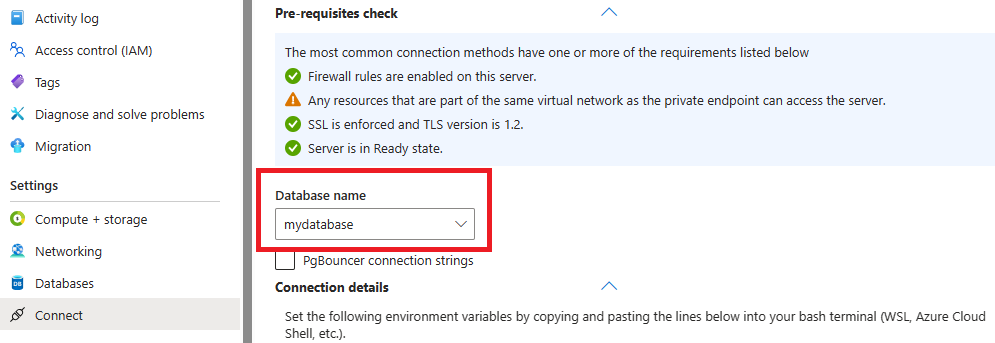 Activity log
Access control (IAM)
Tags
Diagnose and solve problems
Migration
Settings
Compute + storage
Networking
Databases
Connect
Pre-requisites check
The most common connection methods have one or more of the requirements listed below
Firewall rules are enabled on this server.
Any resources that are part of the same virtual network as the private endpoint can access the server.
SSL is enforced and TLS version is 1.2.
Server is in Ready state.
Database name
mydatabase
PgBouncer connection strings
Connection details
Set the following environment variables by copying and pasting the lines below into your bash terminal (WSL, Azure Cloud
Shell, etc.).